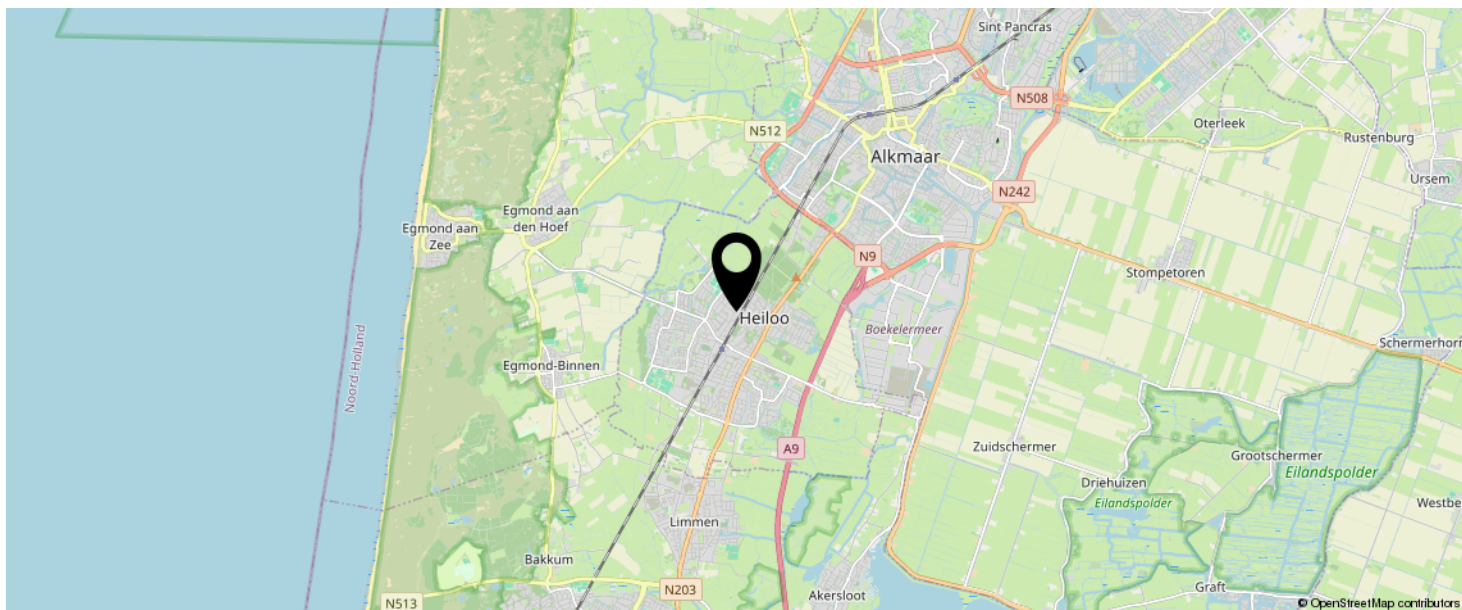 Sint Pancras
N508
Oterleek
N512
Rustenburg
Alkmaar
Ursem
N242
Egmond aan
den Hoef
Egmond aan
Zee
N9
Stompetoren
Heiloo
Boekelermeer
Schermerhorn
Noord-Holland
Egmond-Binnen
A9
Zuidschermer
Grootschermer
Eilandspolder
Driehuizen
Eilandspolder
Westbe
Limmen
Bakkum
N203
Graft
Akersloot
N513
© OpenStreetMap contributors